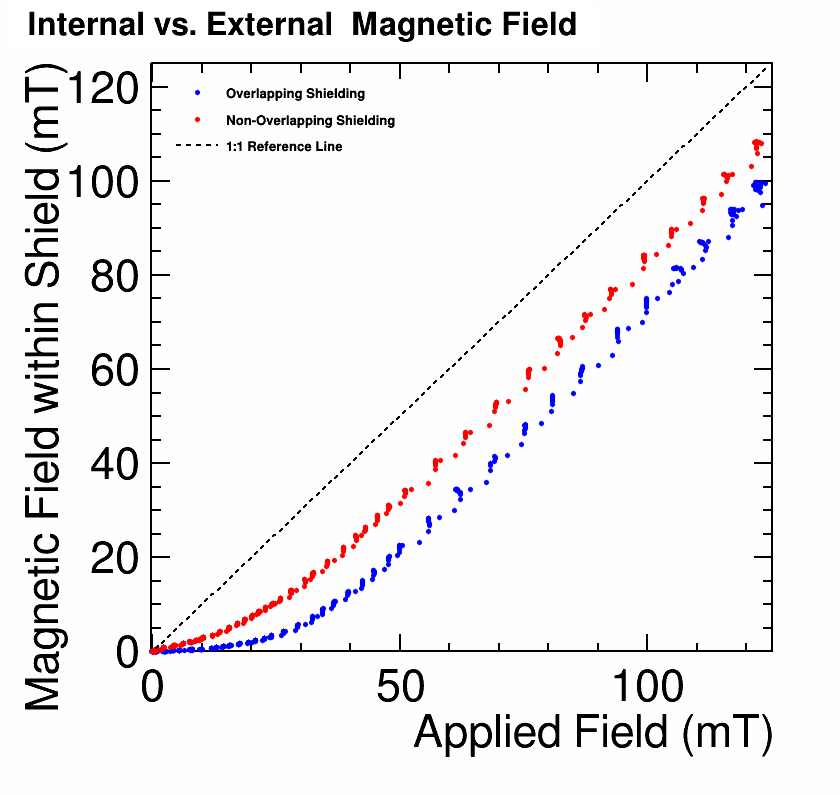 Internal vs. External  Magnetic Field
Magnetic Field within Shield (mT)
120
100
80
60
40
20
0
Overlapping Shielding
Non-Overlapping Shielding
1:1 Reference Line
0 50 100
Applied Field (mT)